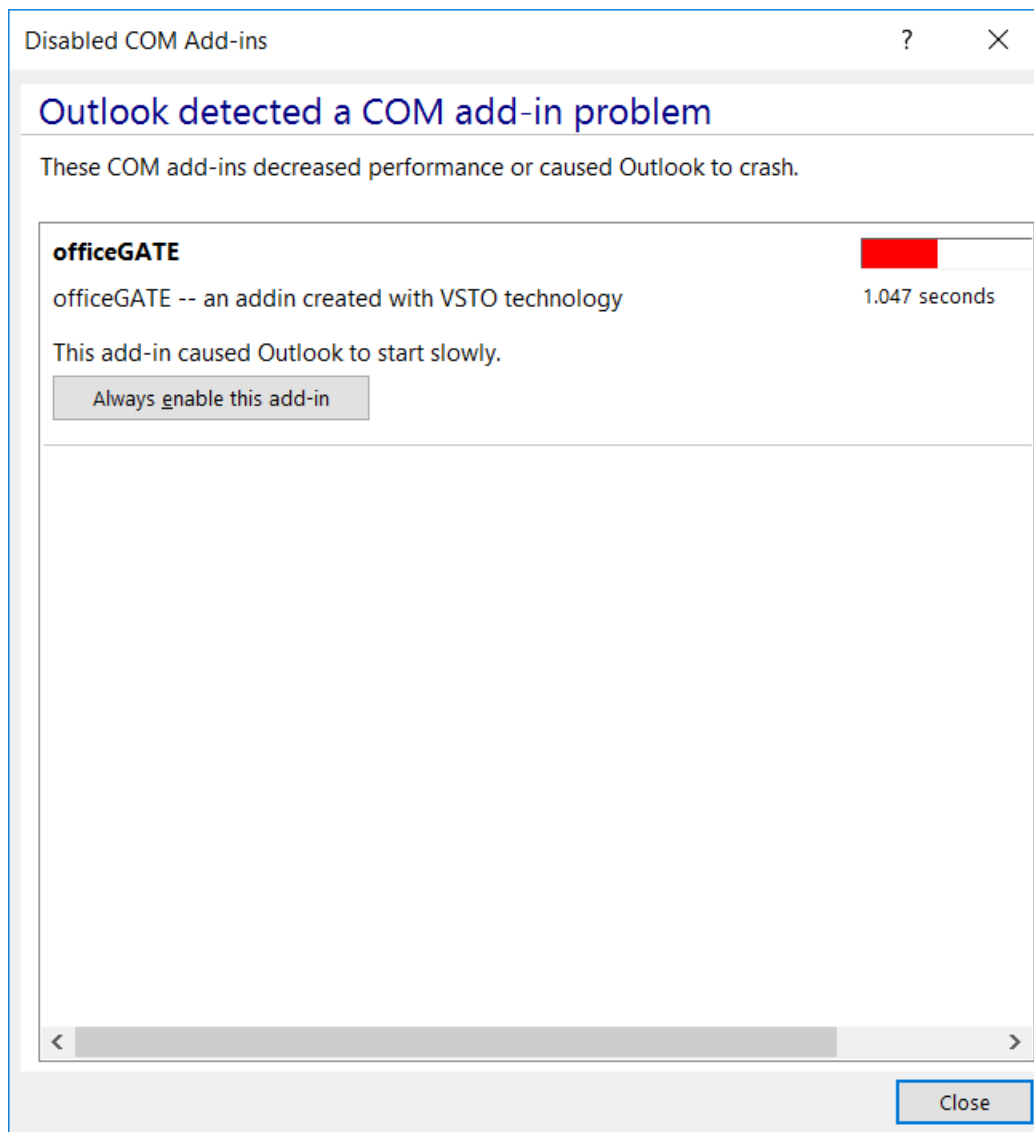 Disabled COM Add-ins
?
Outlook detected a COM add-in problem
These COM add-ins decreased performance or caused Outlook to crash.
officeGATE
officeGATE -- an addin created with VSTO technology
1.047 seconds
This add-in caused Outlook to start slowly.
Always enable this add-in
Close